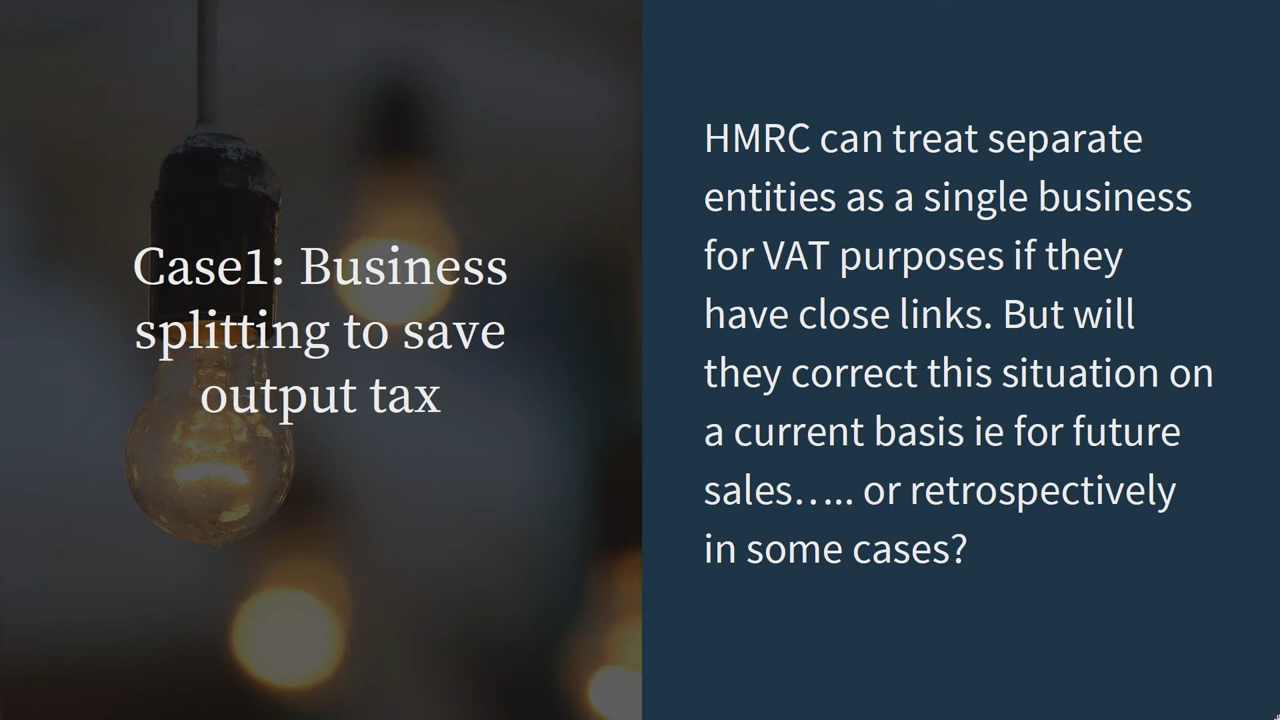 Case1: Business
splitting to save
output tax
HMRC can treat separate
entities as a single business
for VAT purposes if they
have close links. But will
they correct this situation on
a current basis ie for future
sales….. or retrospectively
in some cases?